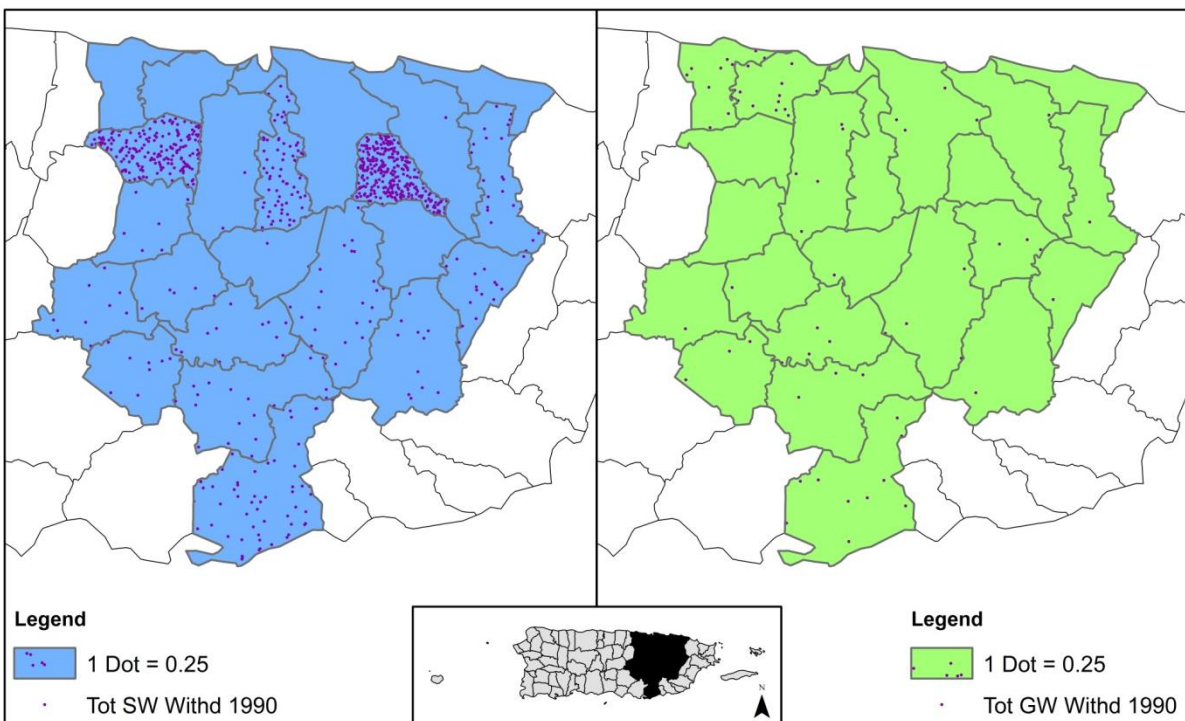 Legend
1 Dot = 0.25
Tot SW Withd 1990
N
Legend
1 Dot = 0.25
Tot GW Withd 1990